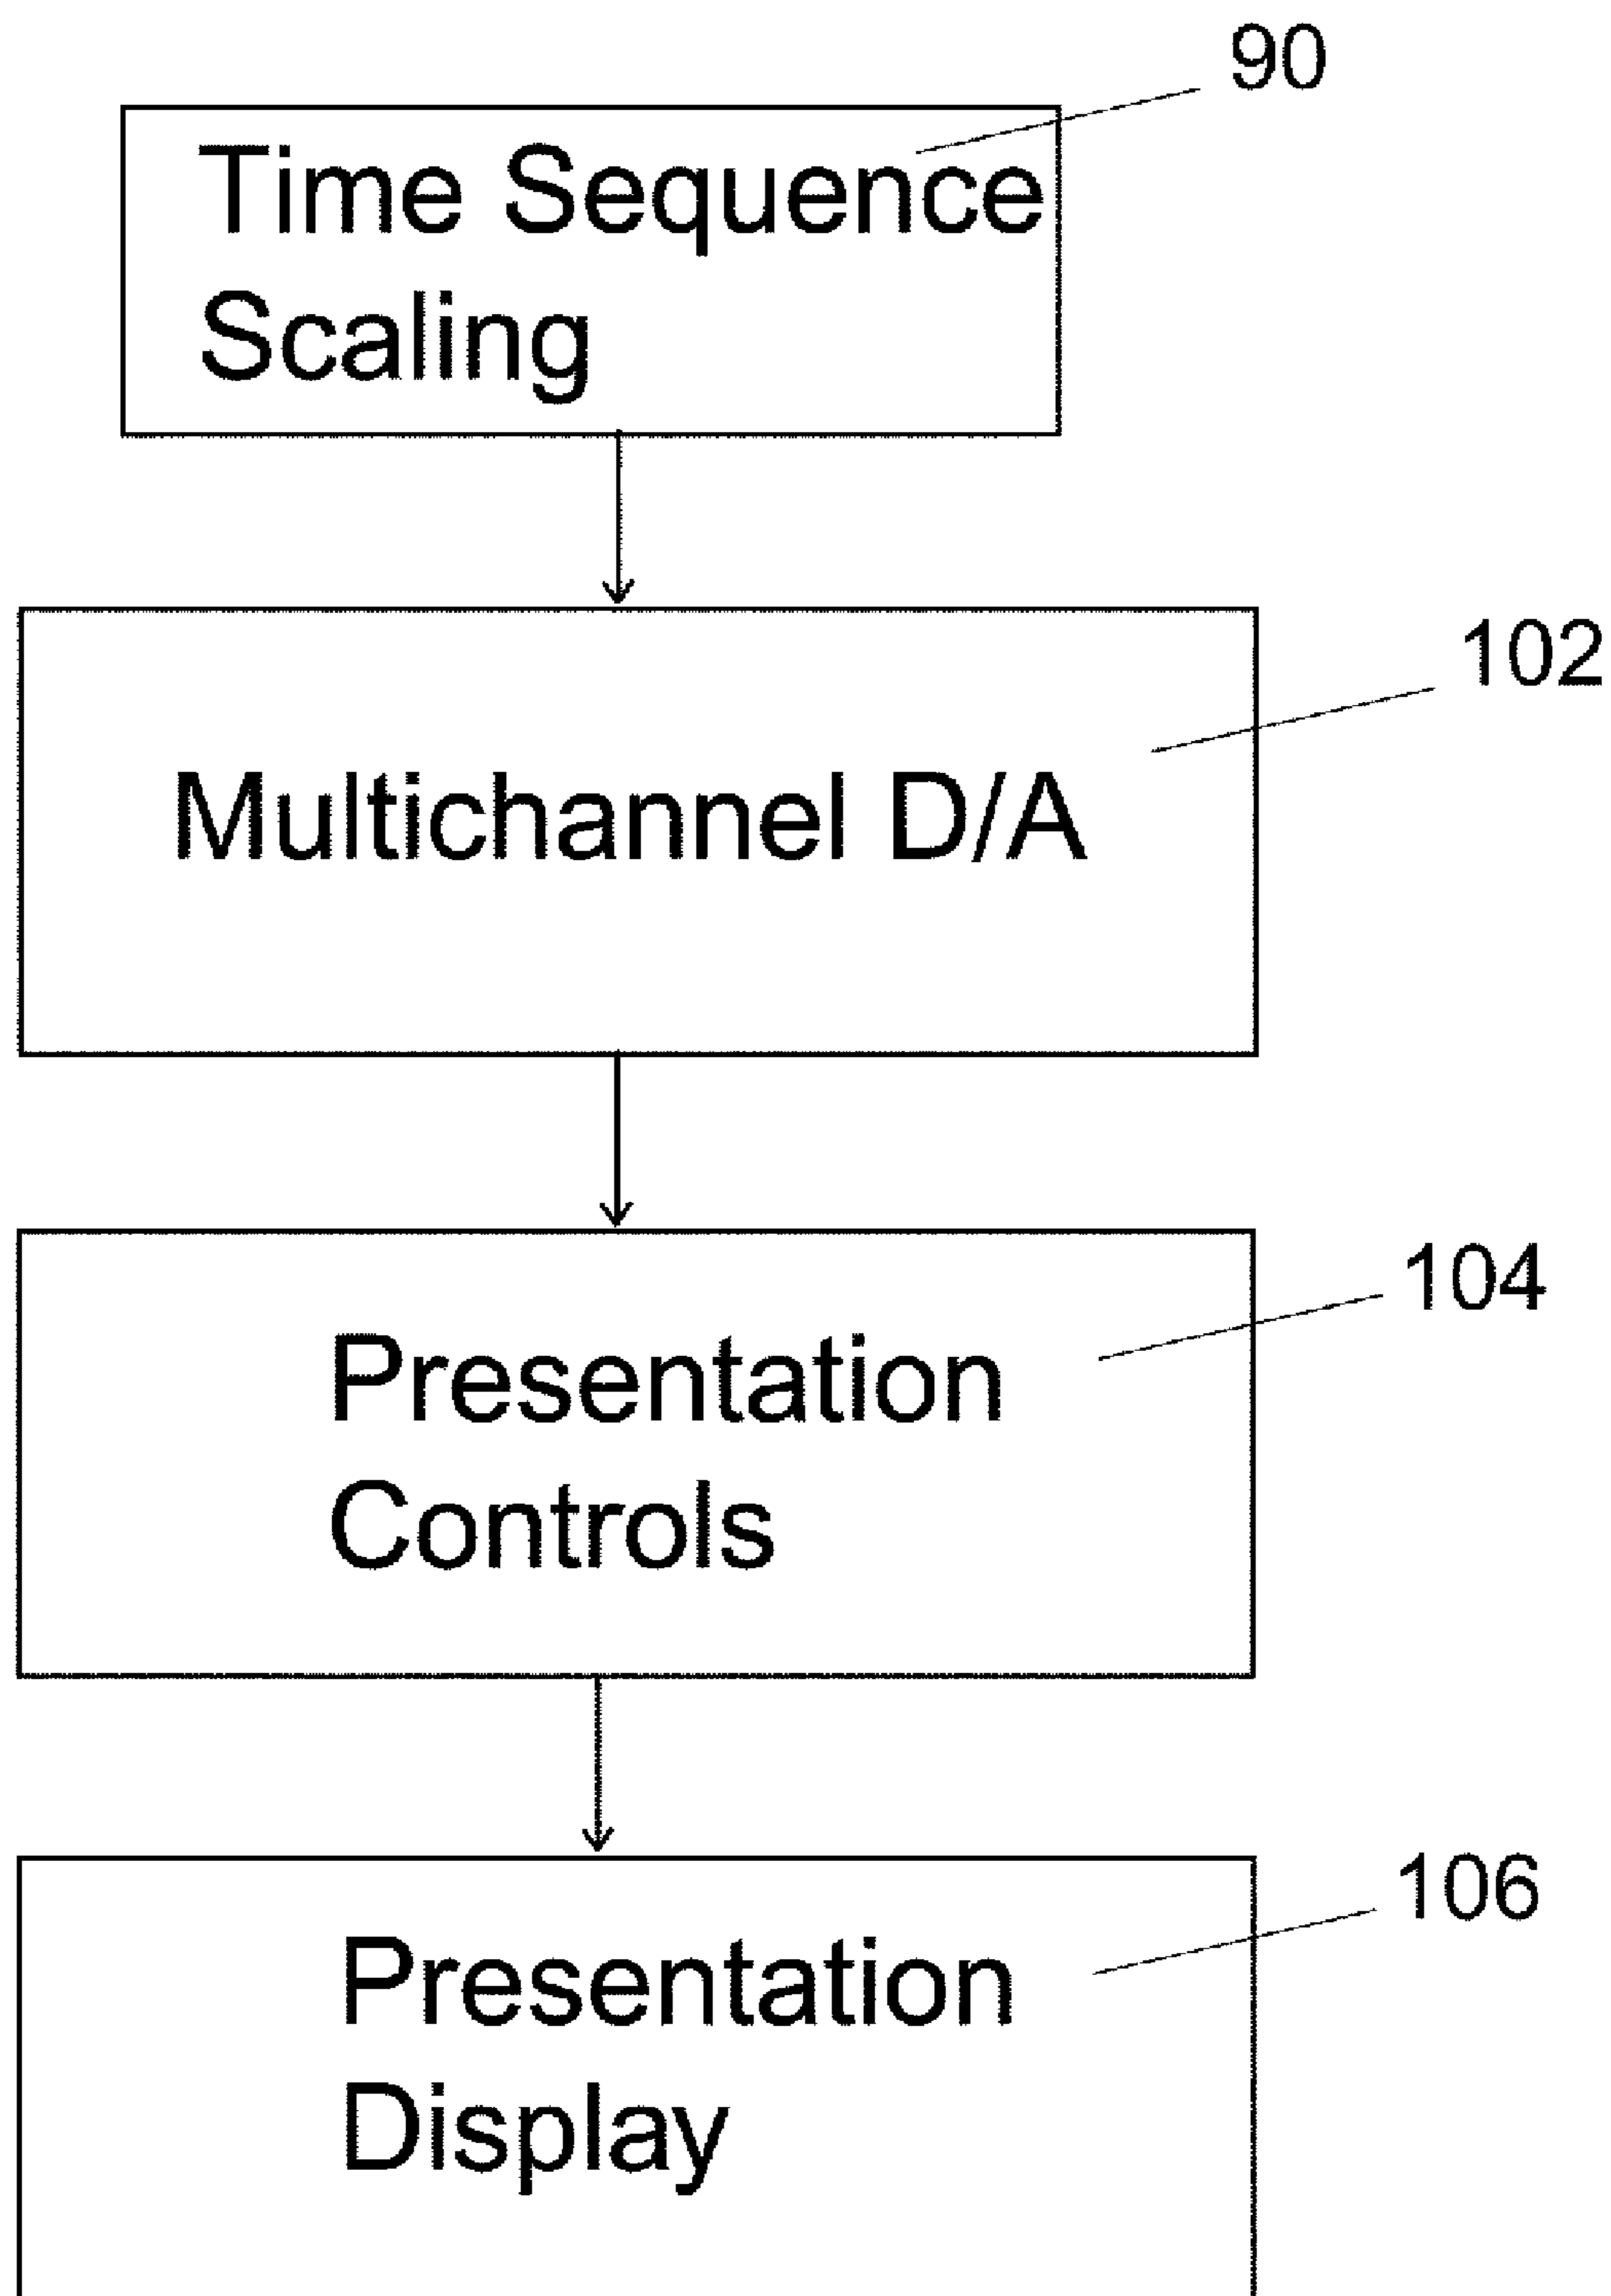 90
Time Sequence
Scaling
102
Multichannel D/A
104
Presentation
Controls
106
Presentation
Display